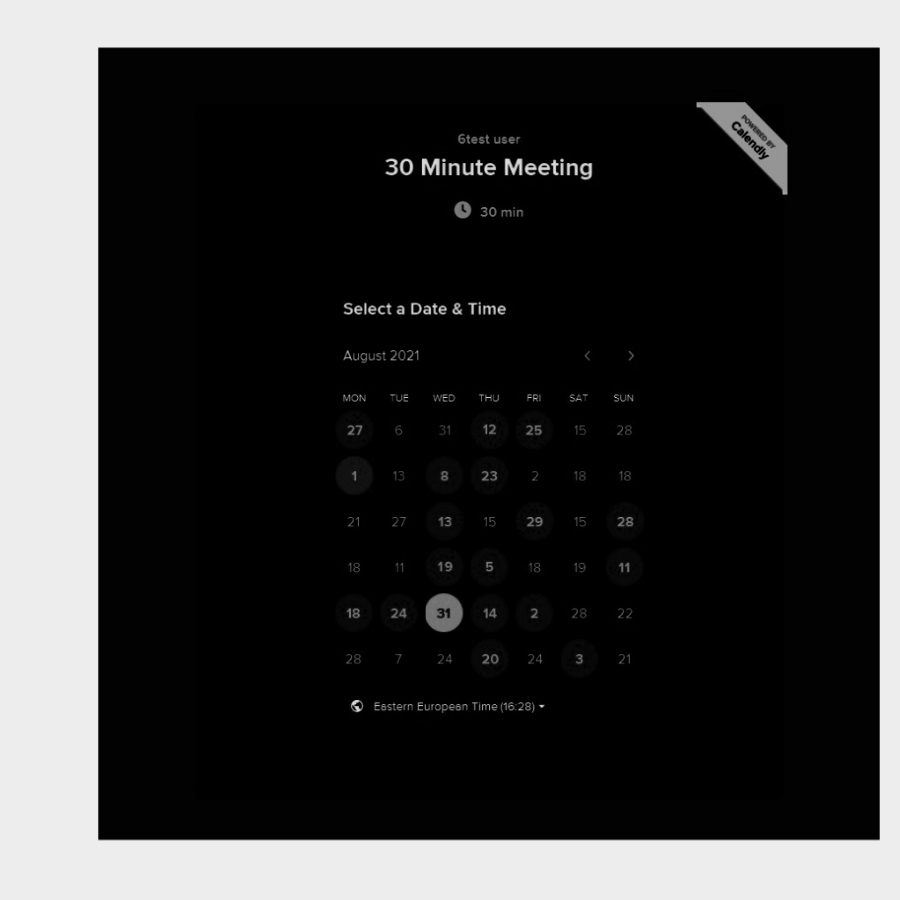 POWERED BY
Calendly
6test user
30 Minute Meeting
30 min
Select a Date & Time
August 2021
MON TUE WED THU FRI SAT SUN
27 6 31 12 25 15 28
1 13 8 23 2 18 18
21 27 13 15 29 15 28
18 11 19 5 18 19 11
18 24 31 14 2 28 22
28 7 24 20 24 3 21
Eastern European Time (16:28)